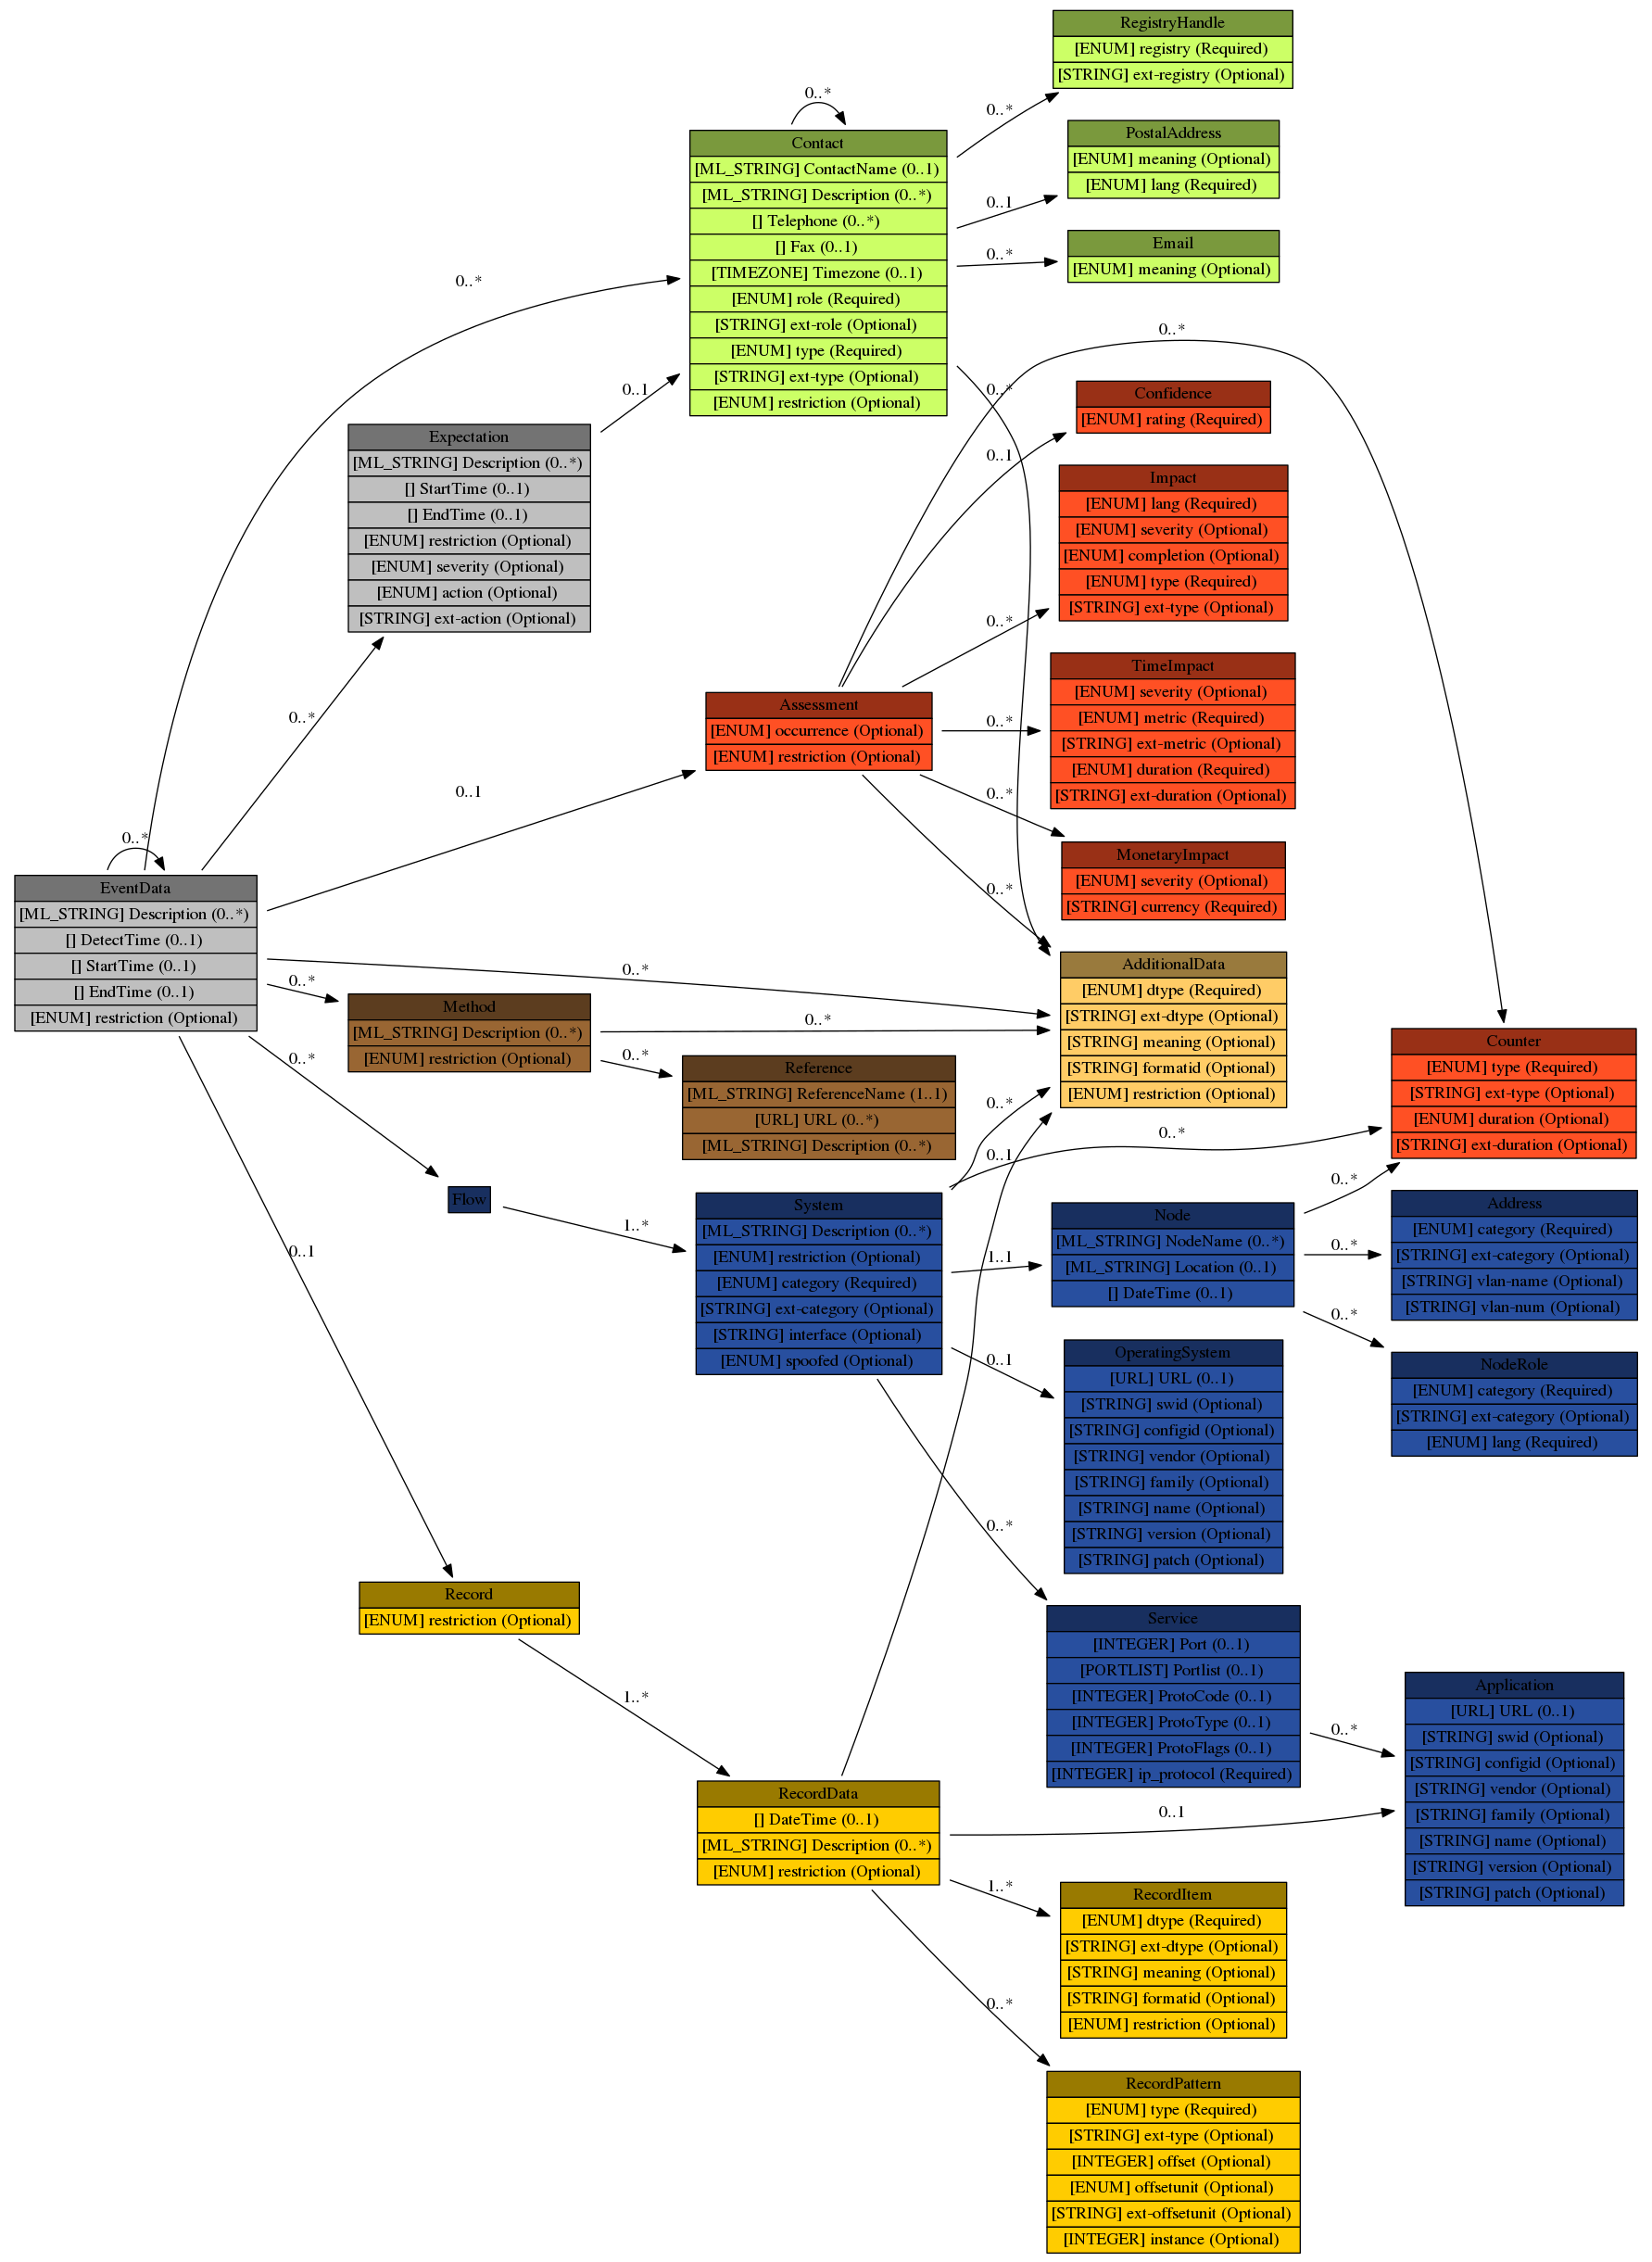 RegistryHandle
[ENUM] registry (Required)
[STRING] ext-registry (Optional)
0..*
0..*
Contact
[ML_STRING] ContactName (0..1)
[ML_STRING] Description (0..*)
[] Telephone (0..*)
[] Fax (0..1)
[TIMEZONE] Timezone (0..1)
[ENUM] role (Required)
[STRING] ext-role (Optional)
[ENUM] type (Required)
[STRING] ext-type (Optional)
[ENUM] restriction (Optional)
PostalAddress
[ENUM] meaning (Optional)
[ENUM] lang (Required)
0..1
Email
[ENUM] meaning (Optional)
0..*
0..*
0..*
0..*
0..1
Confidence
[ENUM] rating (Required)
0..1
Expectation
[ML_STRING] Description (0..*)
[] StartTime (0..1)
[] EndTime (0..1)
[ENUM] restriction (Optional)
[ENUM] severity (Optional)
[ENUM] action (Optional)
[STRING] ext-action (Optional)
Impact
[ENUM] lang (Required)
[ENUM] severity (Optional)
[ENUM] completion (Optional)
[ENUM] type (Required)
[STRING] ext-type (Optional)
0..*
0..*
Assessment
[ENUM] occurrence (Optional)
[ENUM] restriction (Optional)
0..*
TimeImpact
[ENUM] severity (Optional)
[ENUM] metric (Required)
[STRING] ext-metric (Optional)
[ENUM] duration (Required)
[STRING] ext-duration (Optional)
0..1
0..*
MonetaryImpact
[ENUM] severity (Optional)
[STRING] currency (Required)
0..*
0..*
EventData
[ML_STRING] Description (0..*)
[] DetectTime (0..1)
[] StartTime (0..1)
[] EndTime (0..1)
[ENUM] restriction (Optional)
0..*
0..*
AdditionalData
[ENUM] dtype (Required)
[STRING] ext-dtype (Optional)
[STRING] meaning (Optional)
[STRING] formatid (Optional)
[ENUM] restriction (Optional)
Method
[ML_STRING] Description (0..*)
[ENUM] restriction (Optional)
0..*
0..*
0..*
Reference
[ML_STRING] ReferenceName (1..1)
[URL] URL (0..*)
[ML_STRING] Description (0..*)
Counter
[ENUM] type (Required)
[STRING] ext-type (Optional)
[ENUM] duration (Optional)
[STRING] ext-duration (Optional)
0..*
0..*
0..1
Flow
1..*
System
[ML_STRING] Description (0..*)
[ENUM] restriction (Optional)
[ENUM] category (Required)
[STRING] ext-category (Optional)
[STRING] interface (Optional)
[ENUM] spoofed (Optional)
1..1
Node
[ML_STRING] NodeName (0..*)
[ML_STRING] Location (0..1)
[] DateTime (0..1)
0..*
0..*
0..*
Address
[ENUM] category (Required)
[STRING] ext-category (Optional)
[STRING] vlan-name (Optional)
[STRING] vlan-num (Optional)
0..1
0..1
OperatingSystem
[URL] URL (0..1)
[STRING] swid (Optional)
[STRING] configid (Optional)
[STRING] vendor (Optional)
[STRING] family (Optional)
[STRING] name (Optional)
[STRING] version (Optional)
[STRING] patch (Optional)
NodeRole
[ENUM] category (Required)
[STRING] ext-category (Optional)
[ENUM] lang (Required)
0..*
Record
[ENUM] restriction (Optional)
1..*
Service
[INTEGER] Port (0..1)
[PORTLIST] Portlist (0..1)
[INTEGER] ProtoCode (0..1)
[INTEGER] ProtoType (0..1)
[INTEGER] ProtoFlags (0..1)
[INTEGER] ip_protocol (Required)
0..*
Application
[URL] URL (0..1)
[STRING] swid (Optional)
[STRING] configid (Optional)
[STRING] vendor (Optional)
[STRING] family (Optional)
[STRING] name (Optional)
[STRING] version (Optional)
[STRING] patch (Optional)
RecordData
[] DateTime (0..1)
[ML_STRING] Description (0..*)
[ENUM] restriction (Optional)
0..1
1..*
RecordItem
[ENUM] dtype (Required)
[STRING] ext-dtype (Optional)
[STRING] meaning (Optional)
[STRING] formatid (Optional)
[ENUM] restriction (Optional)
0..*
RecordPattern
[ENUM] type (Required)
[STRING] ext-type (Optional)
[INTEGER] offset (Optional)
[ENUM] offsetunit (Optional)
[STRING] ext-offsetunit (Optional)
[INTEGER] instance (Optional)